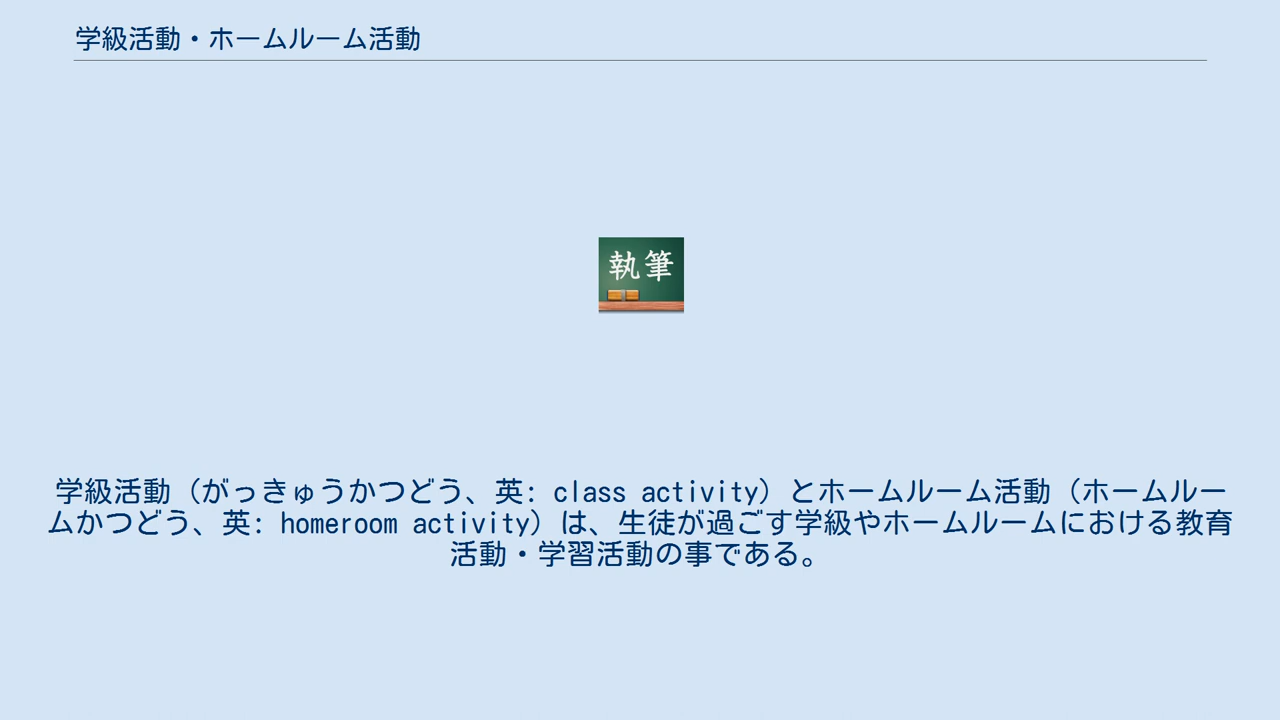 学級活動・ホームルーム活動
執筆
学級活動（がっきゅうかつどう、英: class activity）とホームルーム活動（ホームルー
ムかつどう、英: homeroom activity）は、生徒が過ごす学級やホームルームにおける教育
活動・学習活動の事である。